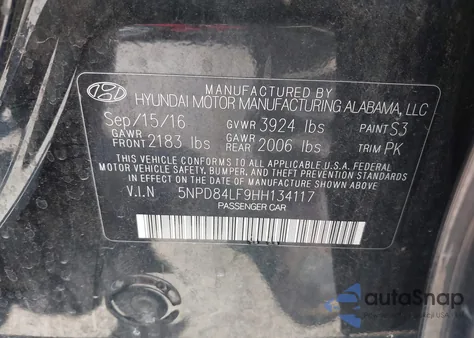 MANUFACTURED BY
HYUNDAI MOTOR MANUFACTURING ALABAMA, LLC
Sep/15/16 GVWR 3924 lbs PAINT S3
GAWR FRONT 2183 lbs GAWR REAR 2006 lbs TRIM PK
THIS VEHICLE CONFORMS TO ALL APPLICABLE U.S.A. FEDERAL
MOTOR VEHICLE SAFETY, BUMPER, AND THEFT PREVENTION STANDARDS
IN EFFECT ON THE DATE OF MANUFACTURE SHOWN ABOVE.
V.I.N 5NPD84LF9HH134117
PASSENGER CAR
autoSnap